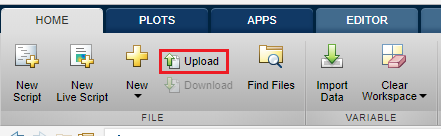 HOME PLOTS APPS EDITOR
New Script
New Live Script
New
Upload
Download
Find Files
Import Data
Clear Workspace
FILE
VARIABLE